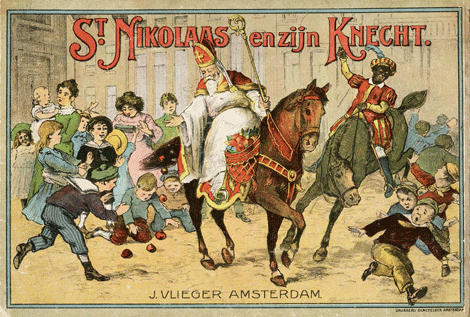 ST. NIKOLAAS en zijn KNECHT.
J. VLIEGER AMSTERDAM.